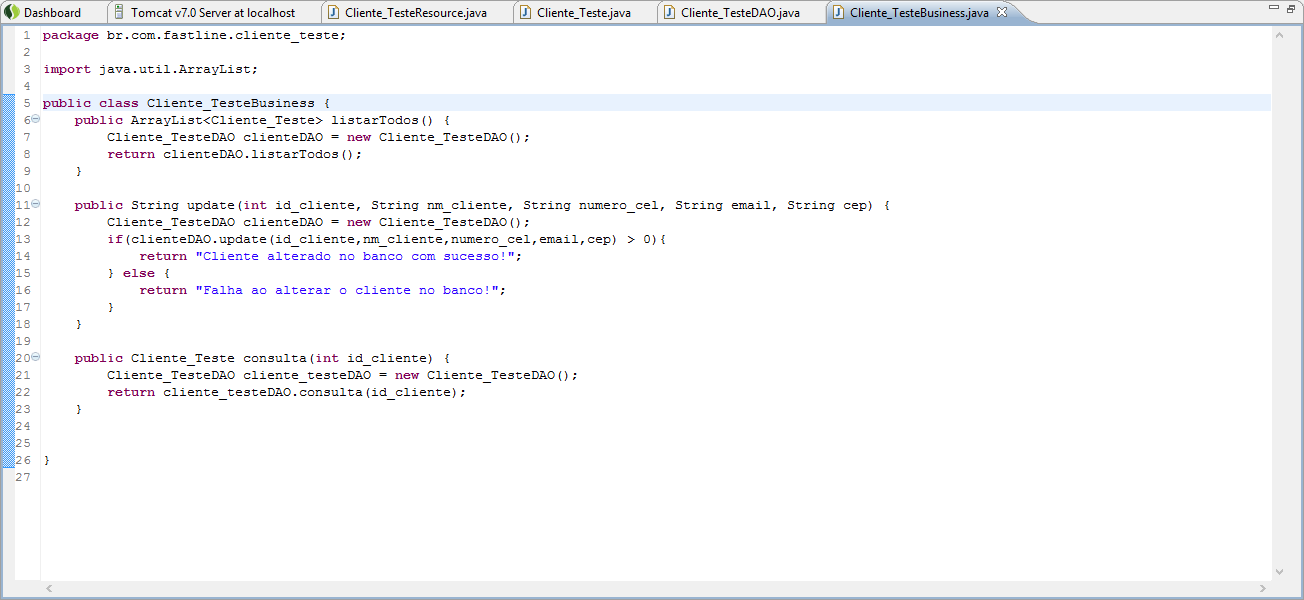 Dashboard Tomcat v7.0 Server at localhost Cliente_TesteResource.java Cliente_Teste.java Cliente_TesteDAO.java Cliente_TesteBusiness.java
1 package br.com.fastline.cliente_teste;
2
3 import java.util.ArrayList;
4
5 public class Cliente_TesteBusiness {
6 public ArrayList<Cliente_Teste> listarTodos() {
7 Cliente_TesteDAO clienteDAO = new Cliente_TesteDAO();
8 return clienteDAO.listarTodos();
9 }
10
11 public String update(int id_cliente, String nm_cliente, String numero_cel, String email, String cep) {
12 Cliente_TesteDAO clienteDAO = new Cliente_TesteDAO();
13 if(clienteDAO.update(id_cliente,nm_cliente,numero_cel,email,cep) > 0){
14 return "Cliente alterado no banco com sucesso!";
15 } else {
16 return "Falha ao alterar o cliente no banco!";
17 }
18 }
19
20 public Cliente_Teste consulta(int id_cliente) {
21 Cliente_TesteDAO cliente_testeDAO = new Cliente_TesteDAO();
22 return cliente_testeDAO.consulta(id_cliente);
23 }
24
25
26 }
27